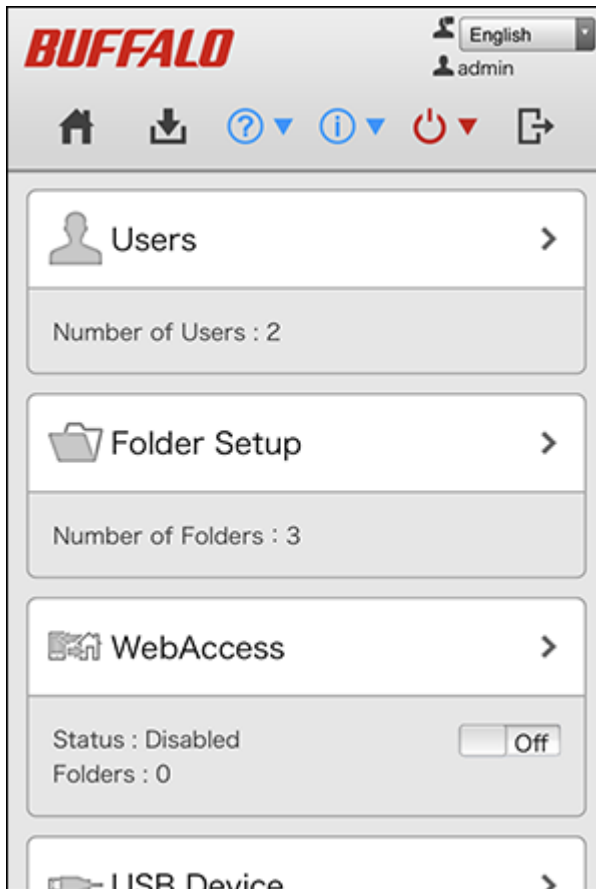 BUFFALO
English
admin
Users
Number of Users : 2
Folder Setup
Number of Folders : 3
WebAccess
Status : Disabled
Off
Folders : 0
USB Device